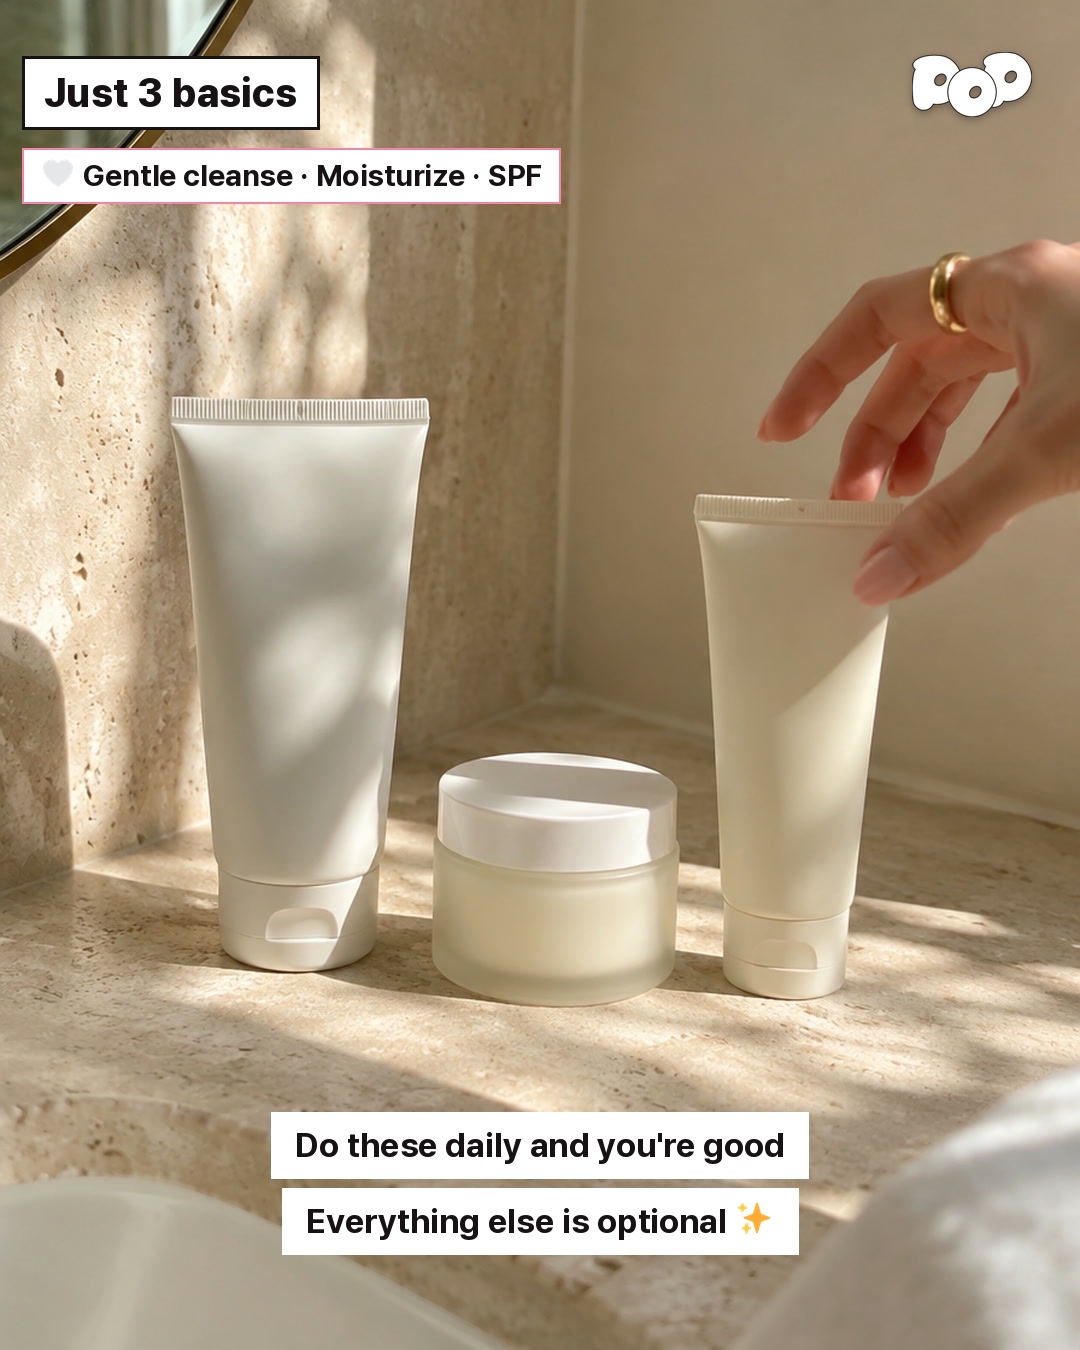 Just 3 basics
POP
🤍 Gentle cleanse · Moisturize · SPF
Do these daily and you're good
Everything else is optional ✨